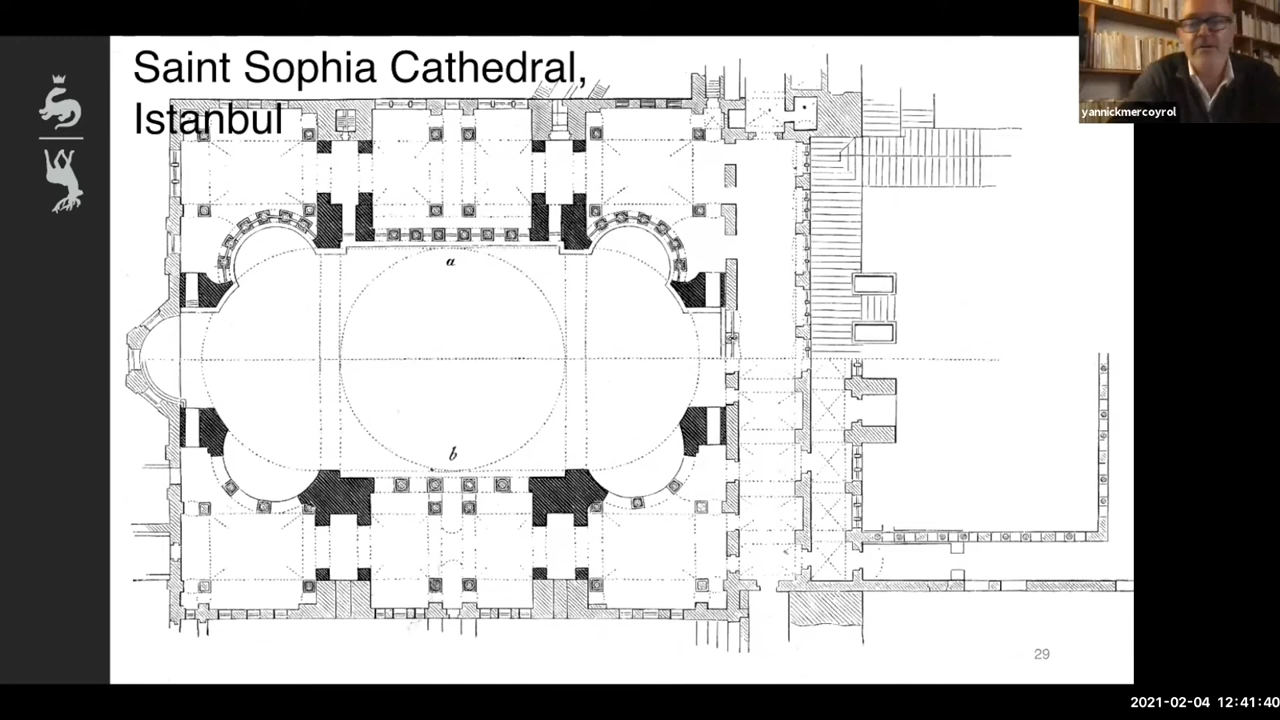 Saint Sophia Cathedral,
Istanbul
yannickmercoyrol
a
b
29
2021-02-04 12:41:40